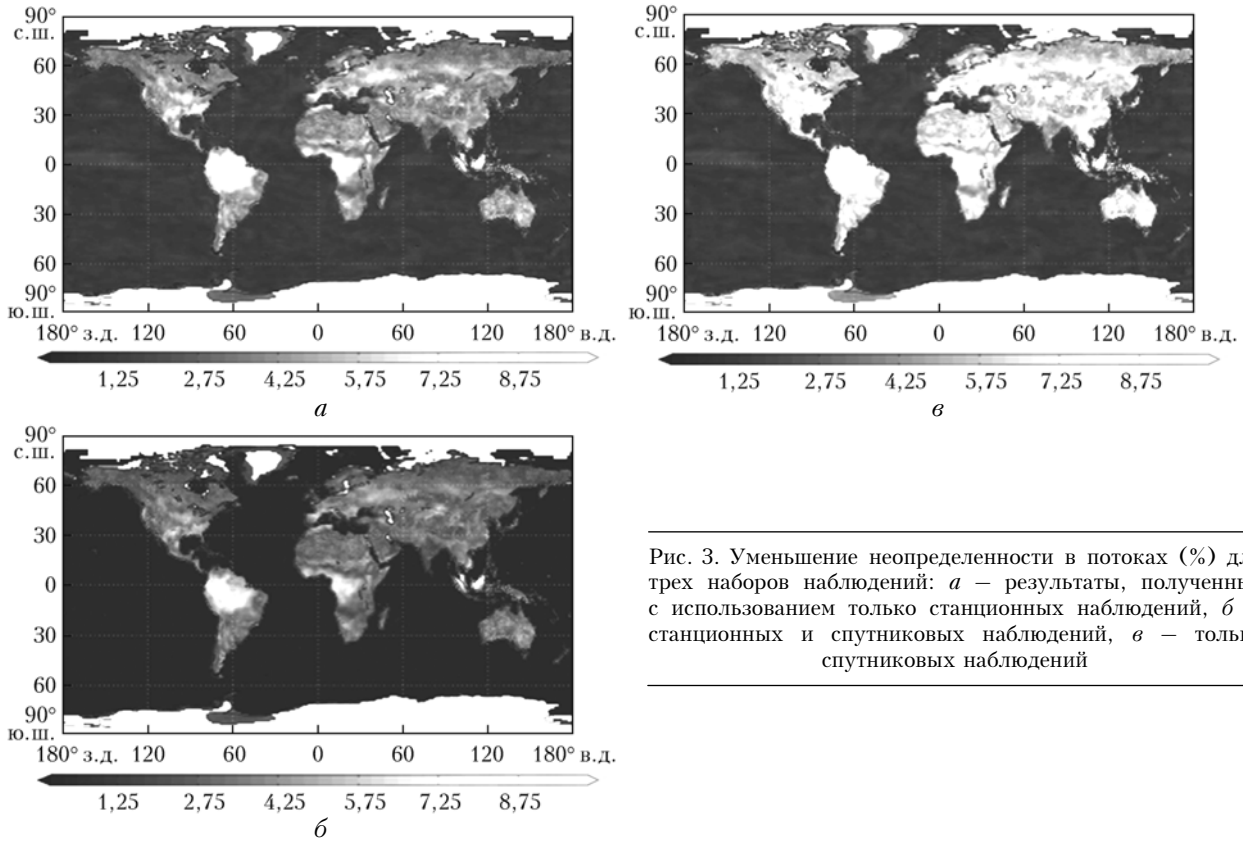 90°
с.ш.
60
30
0
30
60
90°
ю.ш.
180° з.д. 120 60 0 60 120 180° в.д.
1,25 2,75 4,25 5,75 7,25 8,75
а
90°
с.ш.
60
30
0
30
60
90°
ю.ш.
180° з.д. 120 60 0 60 120 180° в.д.
1,25 2,75 4,25 5,75 7,25 8,75
в
90°
с.ш.
60
30
0
30
60
90°
ю.ш.
180° з.д. 120 60 0 60 120 180° в.д.
1,25 2,75 4,25 5,75 7,25 8,75
б
Рис. 3. Уменьшение неопределенности в потоках (%)
трех наборов наблюдений: а – результаты,
с использованием только станционных наблюдений, б
станционных и спутниковых наблюдений, в –
спутниковых наблюдений